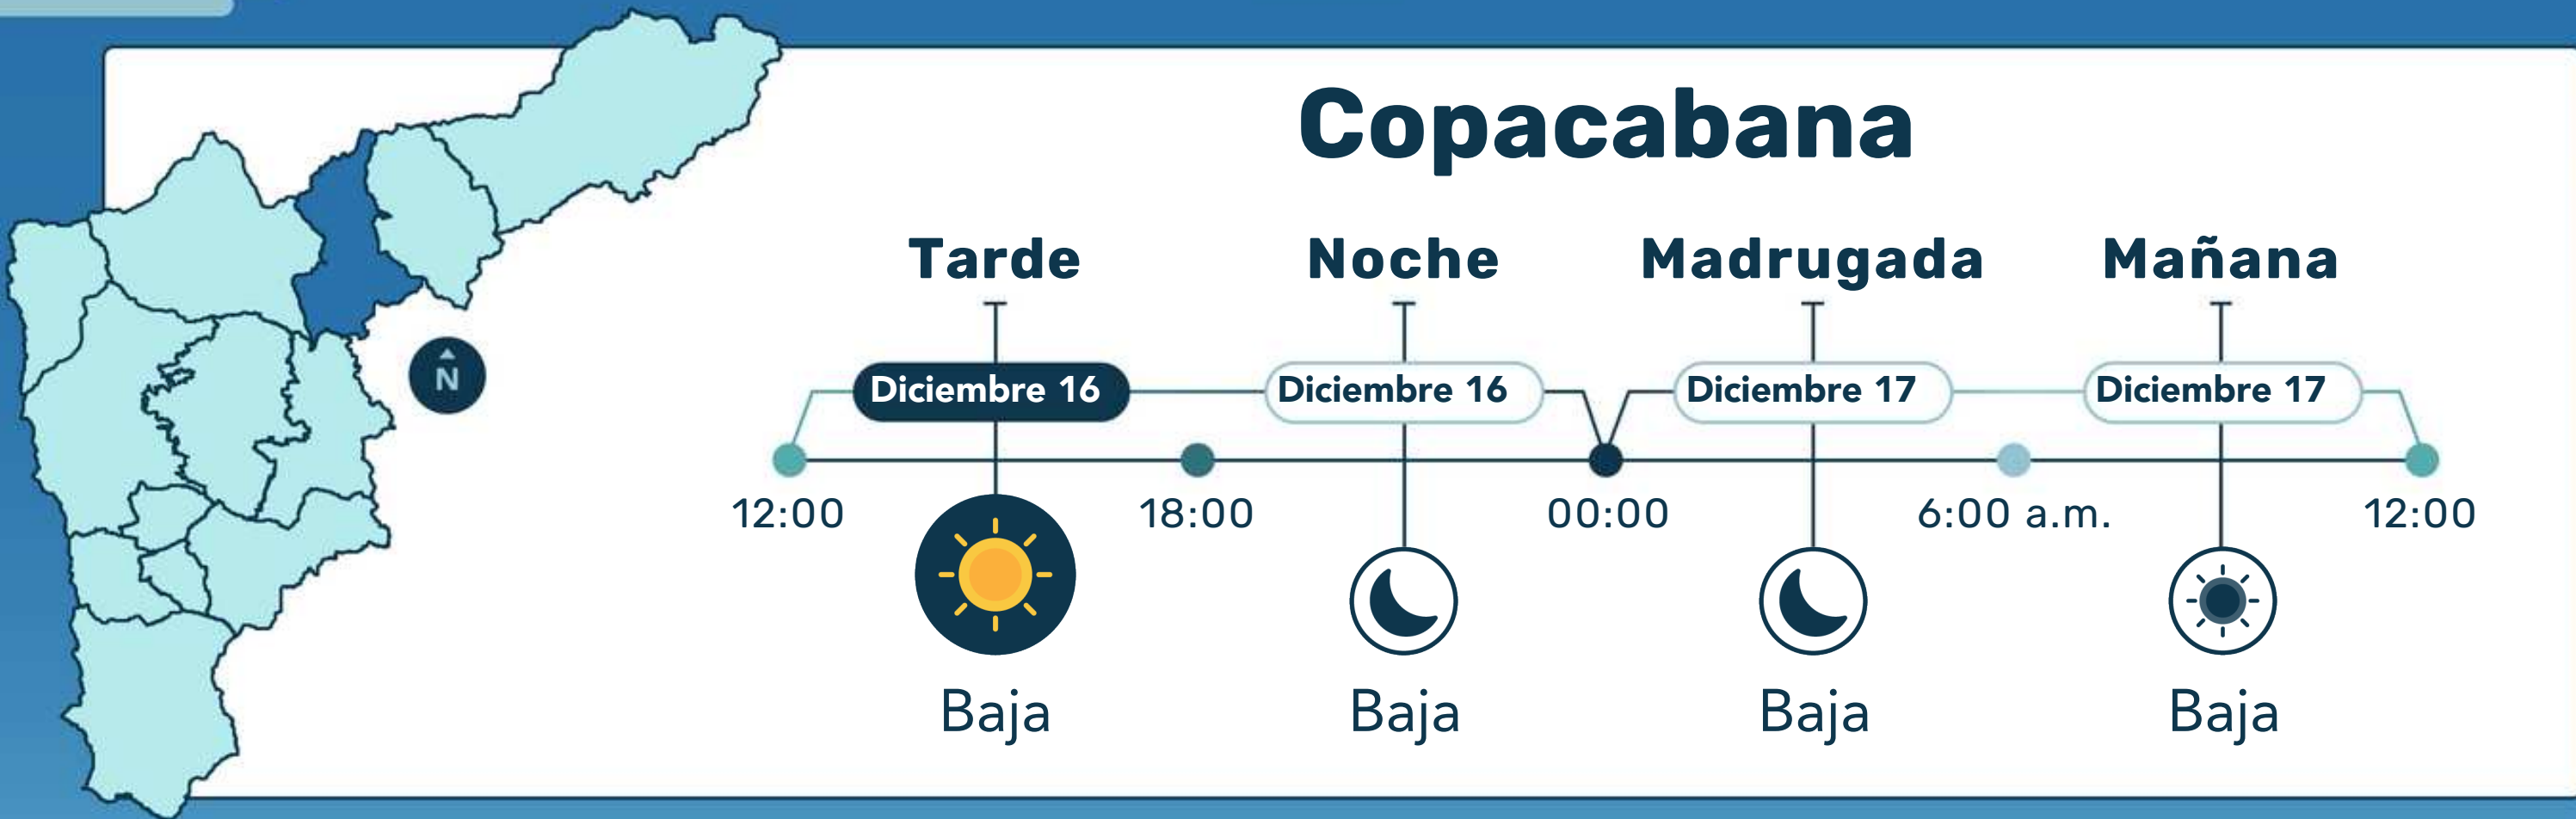 Copacabana
Tarde Noche Madrugada Mañana
Diciembre 16 Diciembre 16 Diciembre 17 Diciembre 17
N
12:00 18:00 00:00 6:00 a.m. 12:00
Baja Baja Baja Baja